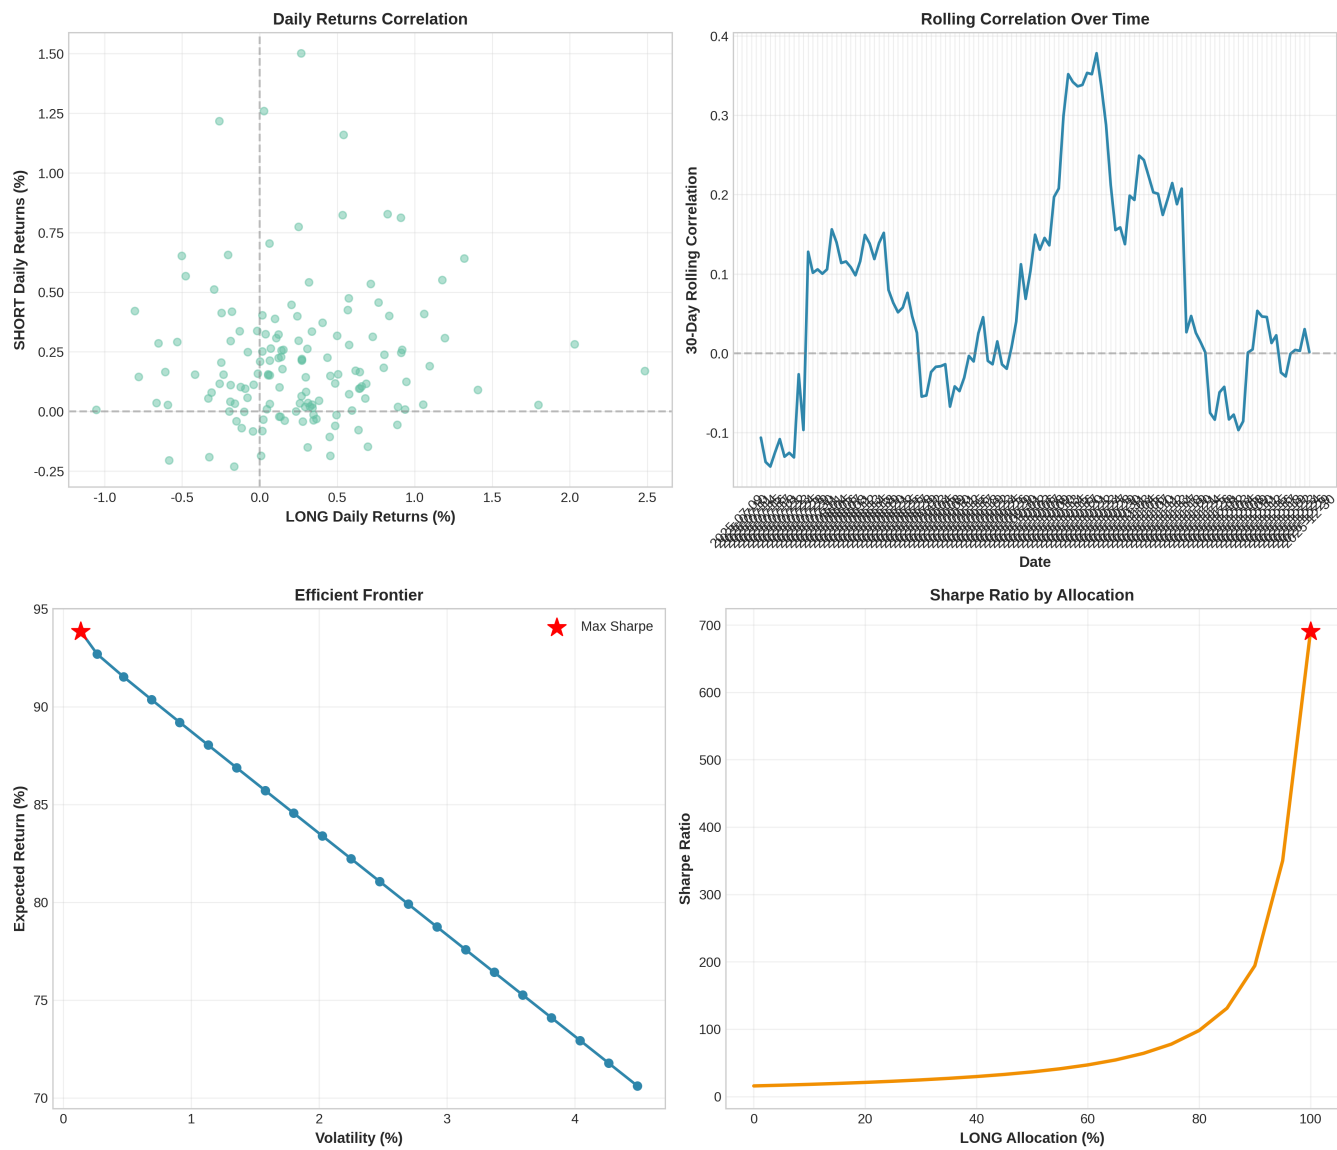 Daily Returns Correlation
1.50
1.25
1.00
0.75
0.50
0.25
0.00
-0.25
SHORT Daily Returns (%)
-1.0 -0.5 0.0 0.5 1.0 1.5 2.0 2.5
LONG Daily Returns (%)
Rolling Correlation Over Time
0.4
0.3
0.2
0.1
0.0
-0.1
30-Day Rolling Correlation
Date
Efficient Frontier
Max Sharpe
95
90
85
80
75
70
Expected Return (%)
0 1 2 3 4
Volatility (%)
Sharpe Ratio by Allocation
700
600
500
400
300
200
100
0
Sharpe Ratio
0 20 40 60 80 100
LONG Allocation (%)